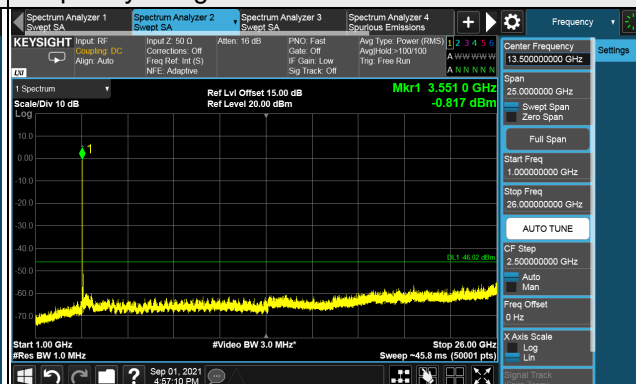 Spectrum Analyzer 1
Swept SA
Spectrum Analyzer 2
Swept SA
Spectrum Analyzer 3
Swept SA
Spectrum Analyzer 4
Spurious Emissions
Frequency
KEYSIGHT
Input: RF
Coupling: DC
Align: Auto
Input Z: 50 Ω
Corrections: Off
Freq Ref: Int (S)
NFE: Adaptive
Atten: 16 dB
PNO: Fast
Gate: Off
IF Gain: Low
Sig Track: Off
Avg Type: Power (RMS)
Avg|Hold:>100/100
Trig: Free Run
1 2 3 4 5 6
A W W W W W
A N N N N N
LXI
1 Spectrum
Scale/Div 10 dB
Log
Ref Lvl Offset 15.00 dB
Ref Level 20.00 dBm
Mkr1 3.551 0 GHz
-0.817 dBm
10.0
0.00
-10.0
-20.0
-30.0
-40.0
-50.0
-60.0
-70.0
1
DL1 -46.02 dBm
Start 1.00 GHz
#Res BW 1.0 MHz
#Video BW 3.0 MHz*
Stop 26.00 GHz
Sweep ~45.8 ms (50001 pts)
Sep 01, 2021
4:57:10 PM
Center Frequency
13.500000000 GHz
Settings
Span
25.0000000 GHz
Swept Span
Zero Span
Full Span
Start Freq
1.000000000 GHz
Stop Freq
26.000000000 GHz
AUTO TUNE
CF Step
2.500000000 GHz
Auto
Man
Freq Offset
0 Hz
X Axis Scale
Log
Lin
Signal Track